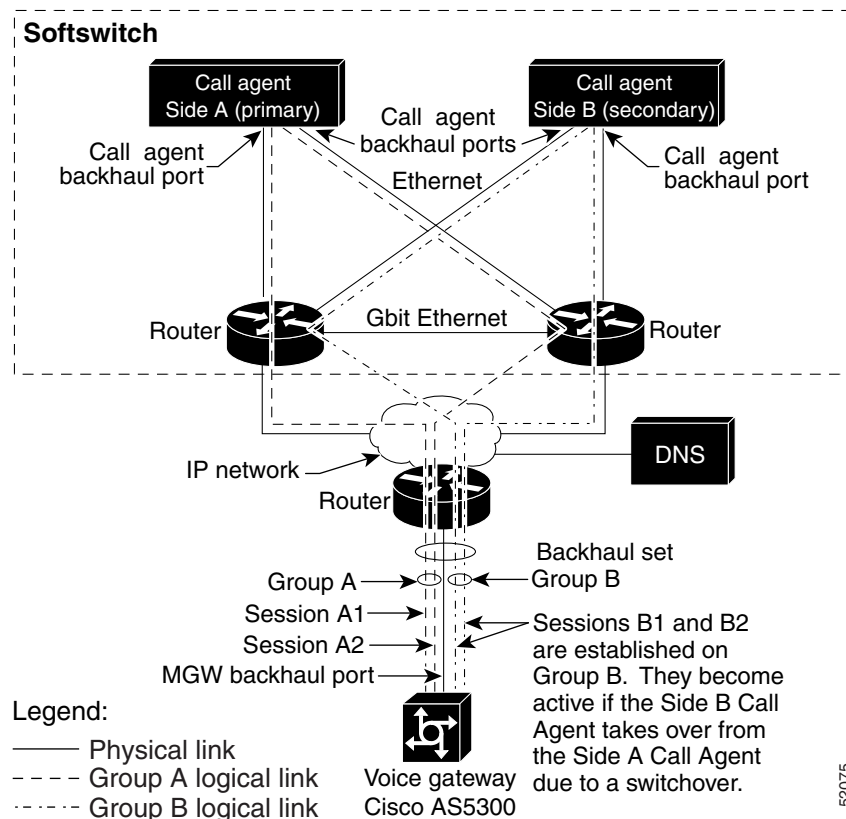 Softswitch
Call agent
Side A (primary)
Call agent
Side B (secondary)
Call agent
backhaul ports
Call agent
backhaul port
Call agent
backhaul port
Ethernet
Router
Gbit Ethernet
Router
IP network
DNS
Router
Backhaul set
Group A
Group B
Session A1
Session A2
MGW backhaul port
Sessions B1 and B2
are established on
Group B. They become
active if the Side B Call
Agent takes over from
the Side A Call Agent
due to a switchover.
Legend:
Physical link
Group A logical link
Group B logical link
Voice gateway
Cisco AS5300
53075